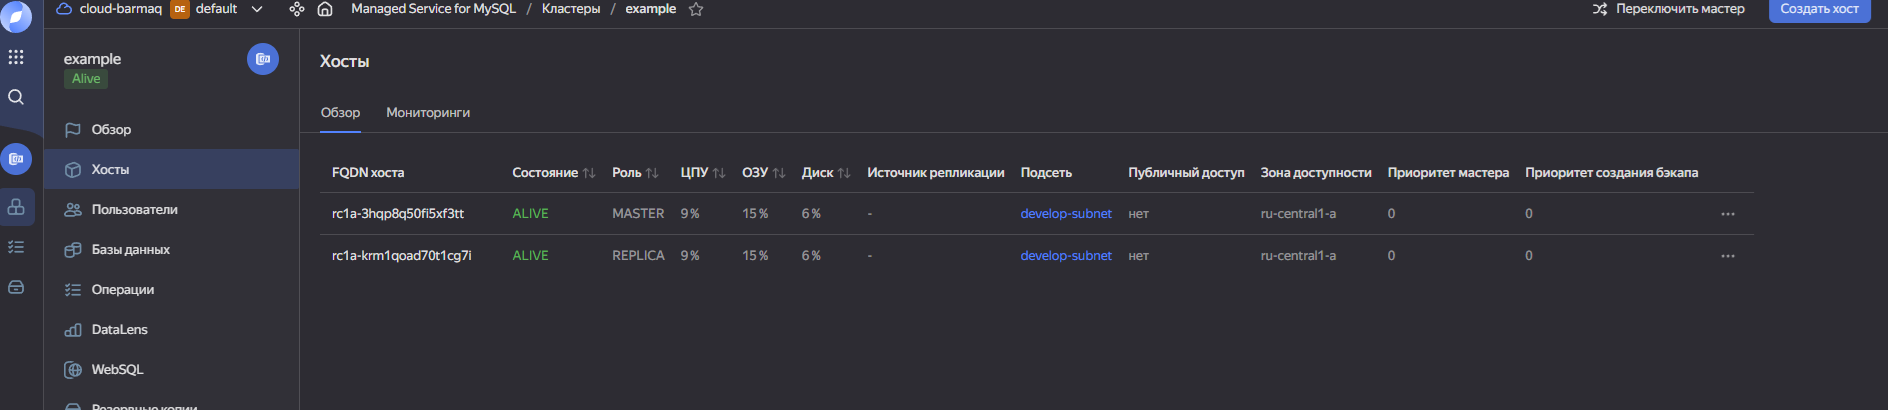 cloud-barmaq DE default Managed Service for MySQL / Кластеры / example Переключить мастер Создать хост
example
Alive
Обзор
Хосты
Пользователи
Базы данных
Операции
DataLens
WebSQL
Резервные копии
Хосты
Обзор Мониторинги
FQDN хоста Состояние Роль ЦПУ ОЗУ Диск Источник репликации Подсеть Публичный доступ Зона доступности Приоритет мастера Приоритет создания бэкапа
rc1a-3hqp8q50fi5xf3tt ALIVE MASTER 9 % 15 % 6 % - develop-subnet нет ru-central1-a 0 0
rc1a-krm1qoad70t1cg7i ALIVE REPLICA 9 % 15 % 6 % - develop-subnet нет ru-central1-a 0 0